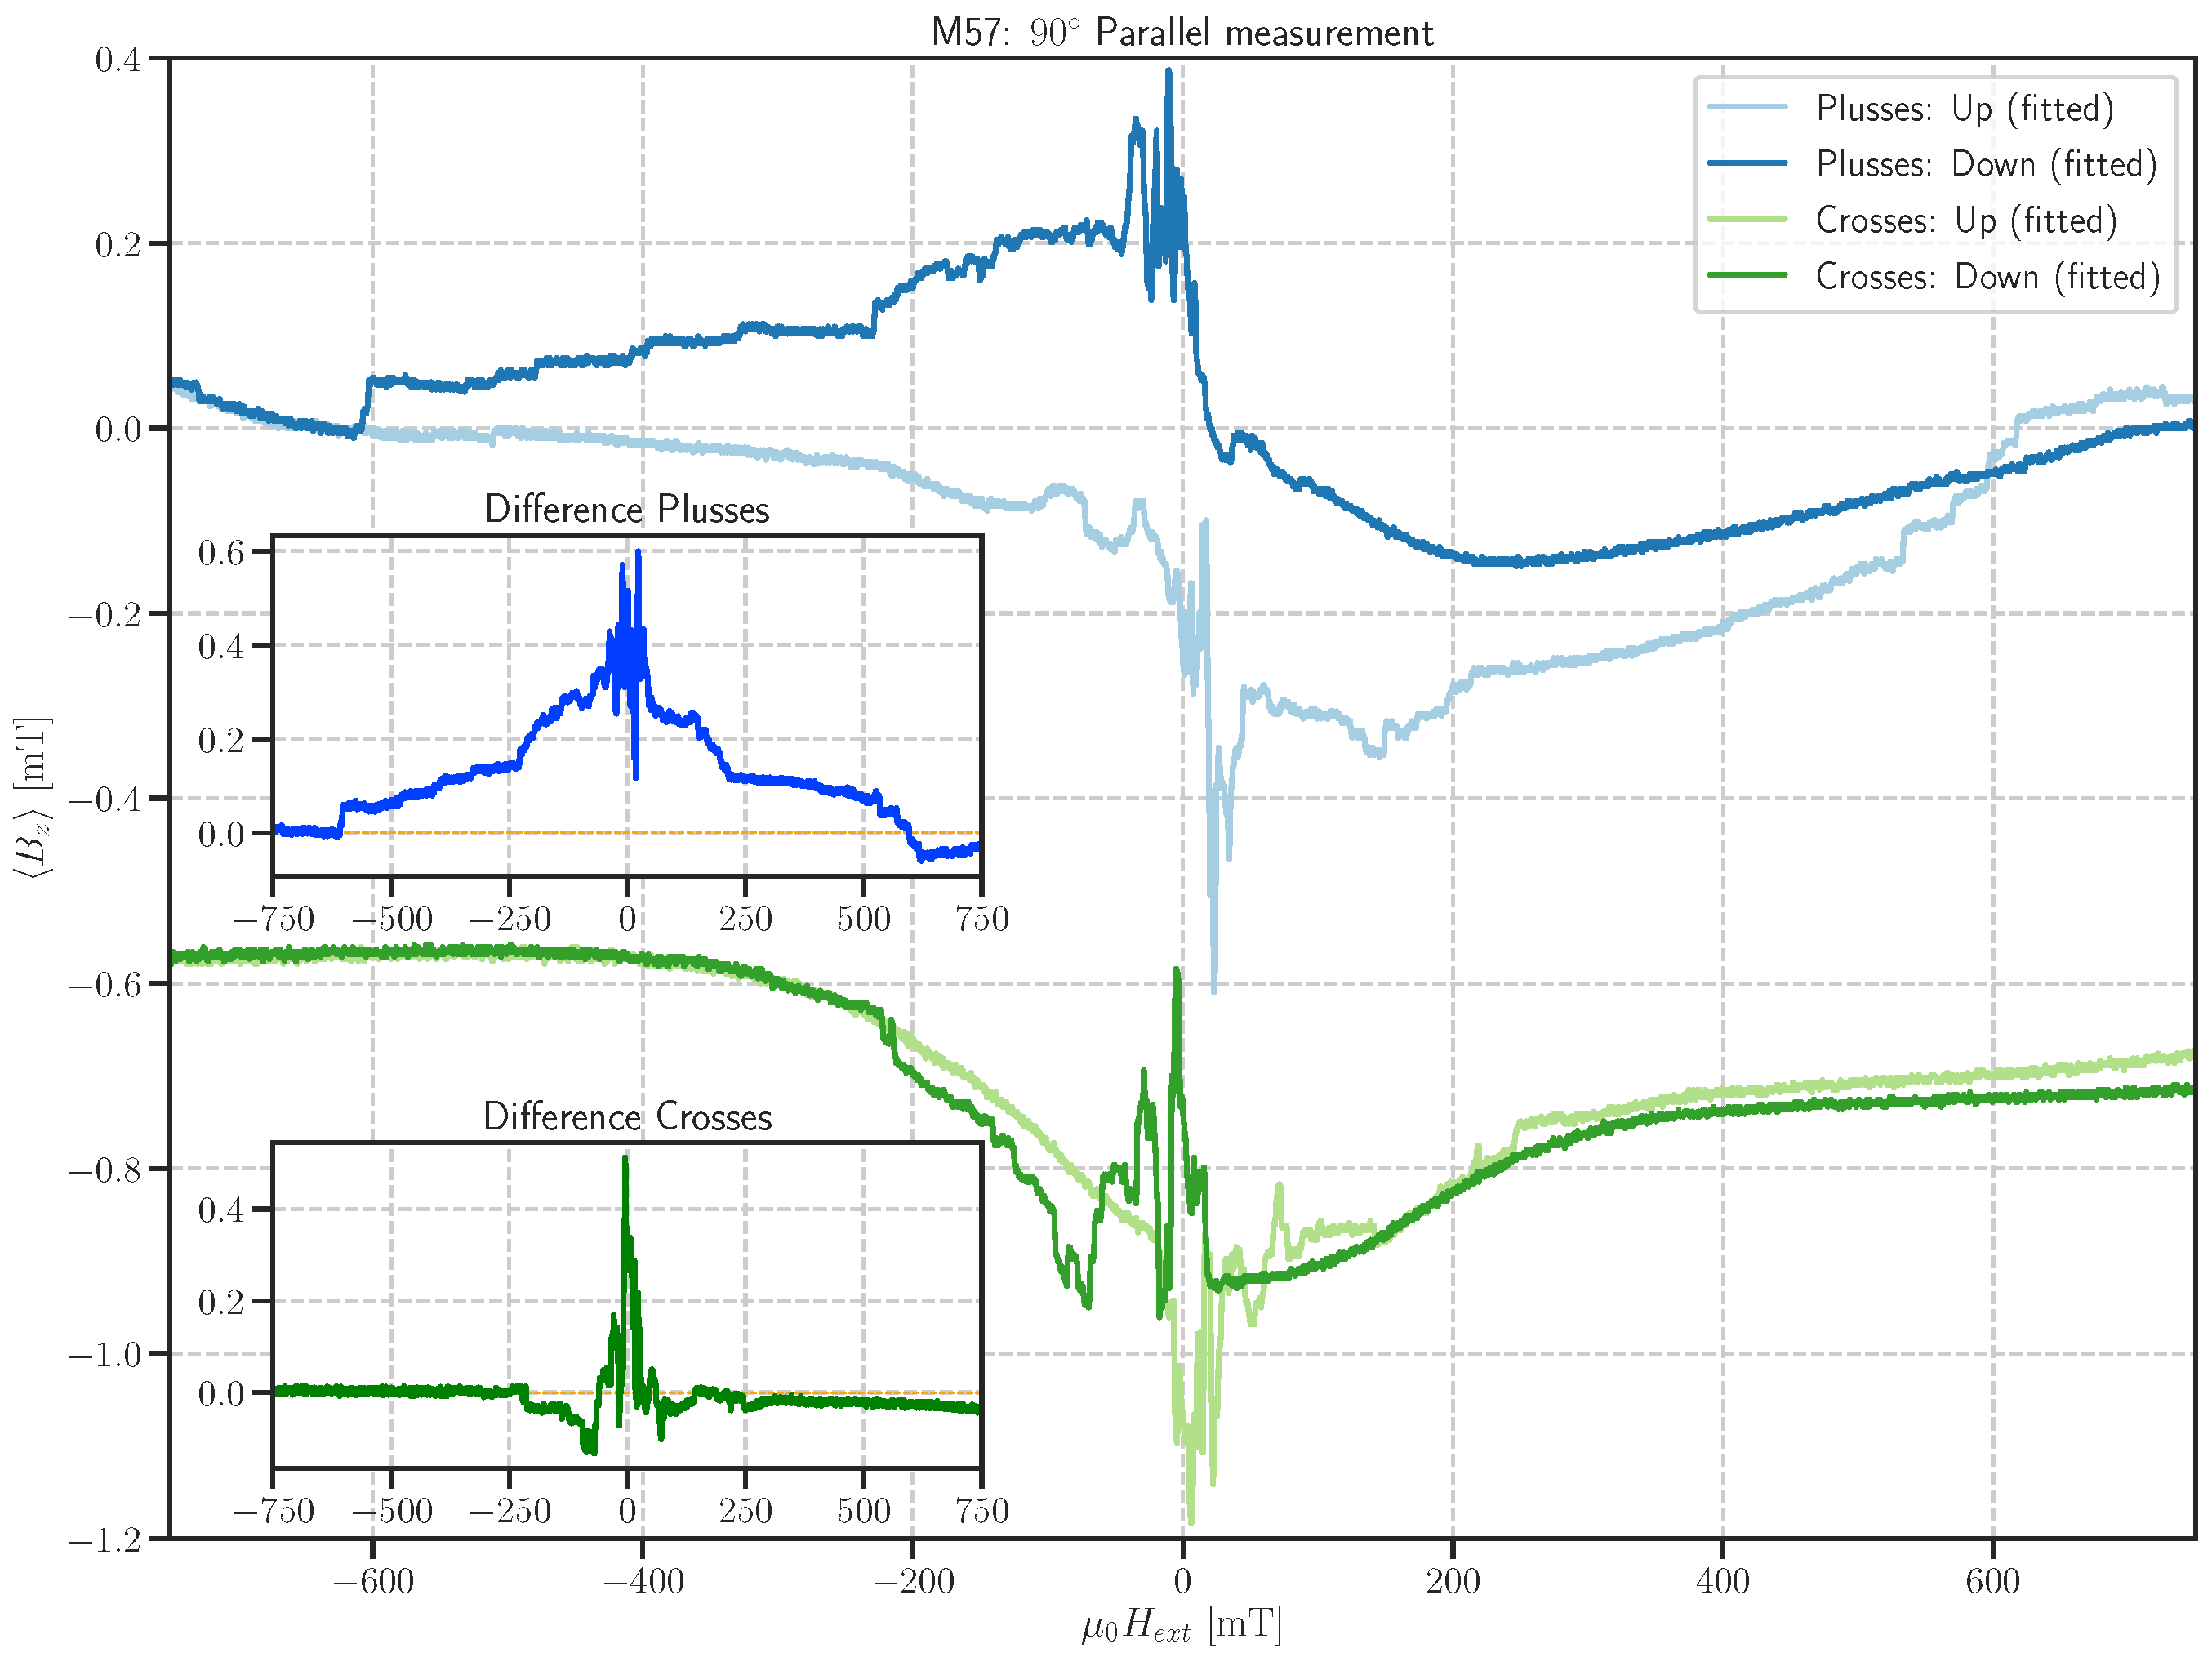 M57: 90° Parallel measurement
0.4
0.2
0.0
−0.2
−0.4
−0.6
−0.8
−1.0
−1.2
⟨B_z⟩ [mT]
Plusses: Up (fitted)
Plusses: Down (fitted)
Crosses: Up (fitted)
Crosses: Down (fitted)
Difference Plusses
0.6
0.4
0.2
0.0
−750 −500 −250 0 250 500 750
Difference Crosses
0.4
0.2
0.0
−750 −500 −250 0 250 500 750
−600 −400 −200 0 200 400 600
μ₀H_ext [mT]